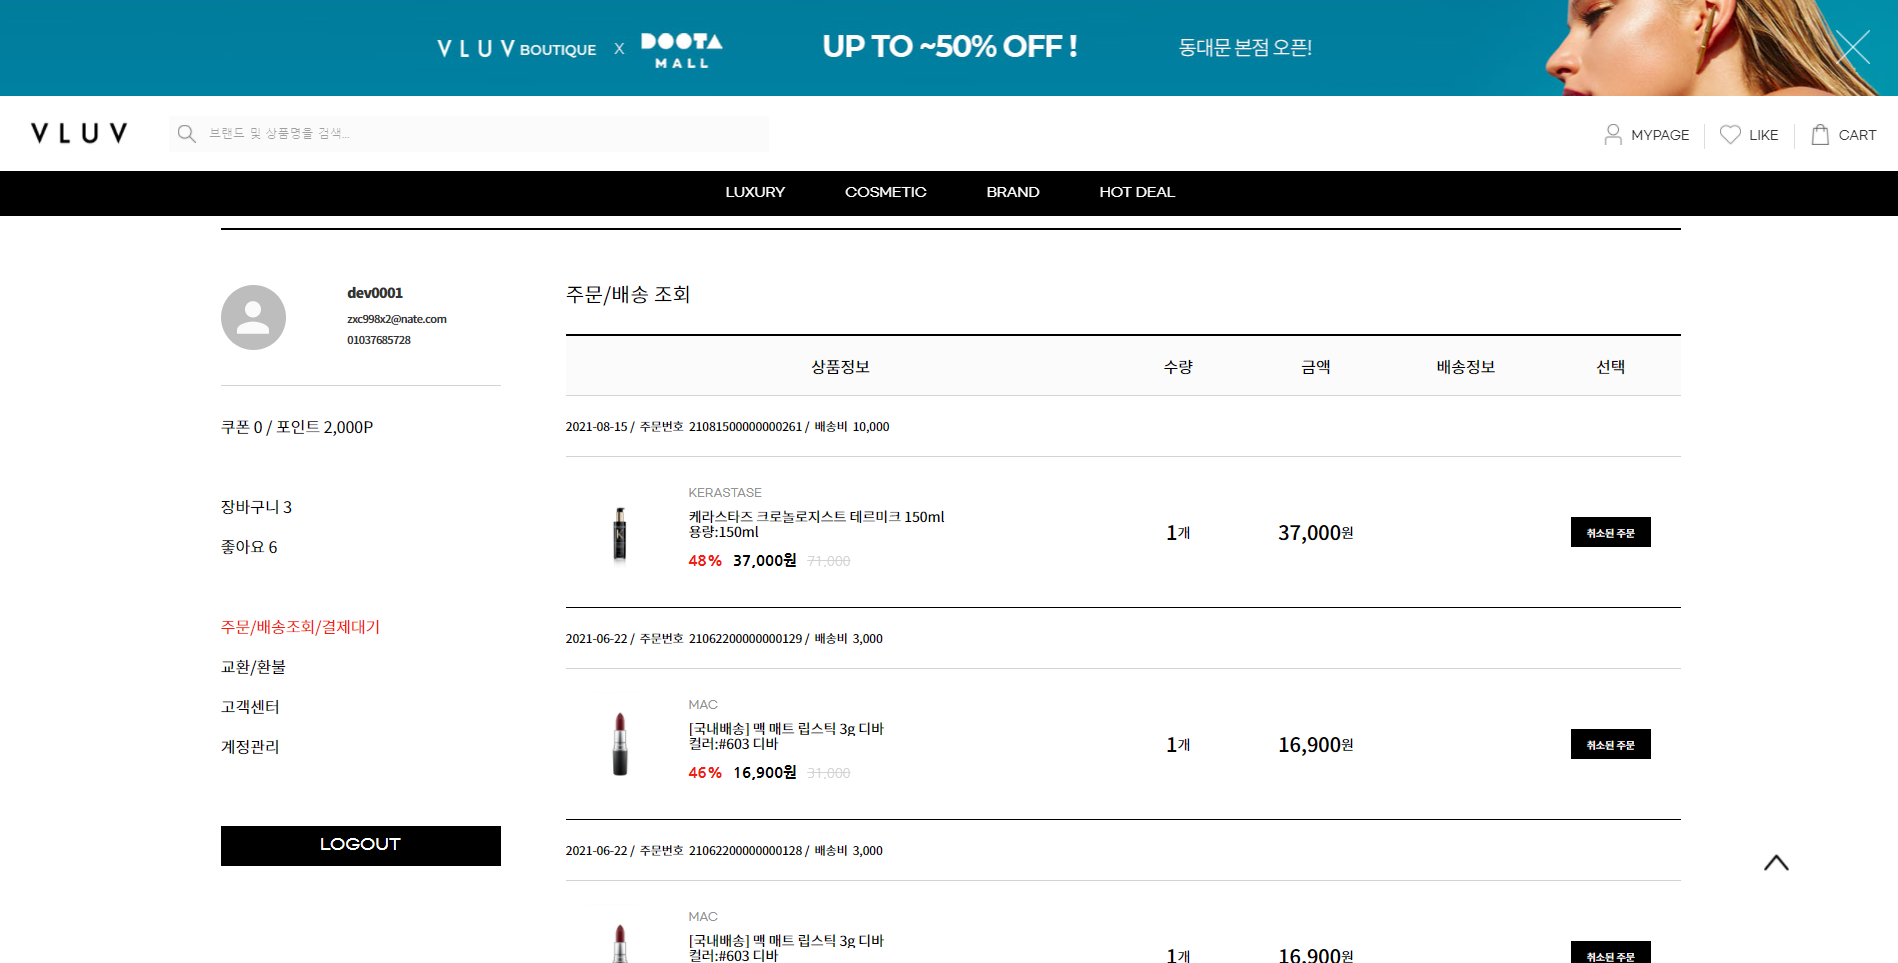 VLUV BOUTIQUE X DOOTA MALL
UP TO ~50% OFF !
동대문 본점 오픈!
VLUV
브랜드 및 상품명을 검색...
MYPAGE
LIKE
CART
LUXURY
COSMETIC
BRAND
HOT DEAL
dev0001
zxc998x2@nate.com
01037685728
쿠폰 0 / 포인트 2,000P
장바구니 3
좋아요 6
주문/배송조회/결제대기
교환/환불
고객센터
계정관리
LOGOUT
주문/배송 조회
상품정보 수량 금액 배송정보 선택
2021-08-15 / 주문번호 21081500000000261 / 배송비 10,000
KERASTASE
케라스타즈 크로놀로지스트 테르미크 150ml
용량:150ml
48% 37,000원 71,000
1개
37,000원
취소된 주문
2021-06-22 / 주문번호 21062200000000129 / 배송비 3,000
MAC
[국내배송] 맥 매트 립스틱 3g 디바
컬러:#603 디바
46% 16,900원 31,000
1개
16,900원
취소된 주문
2021-06-22 / 주문번호 21062200000000128 / 배송비 3,000
MAC
[국내배송] 맥 매트 립스틱 3g 디바
컬러:#603 디바
1개
16,900원
취소된 주문